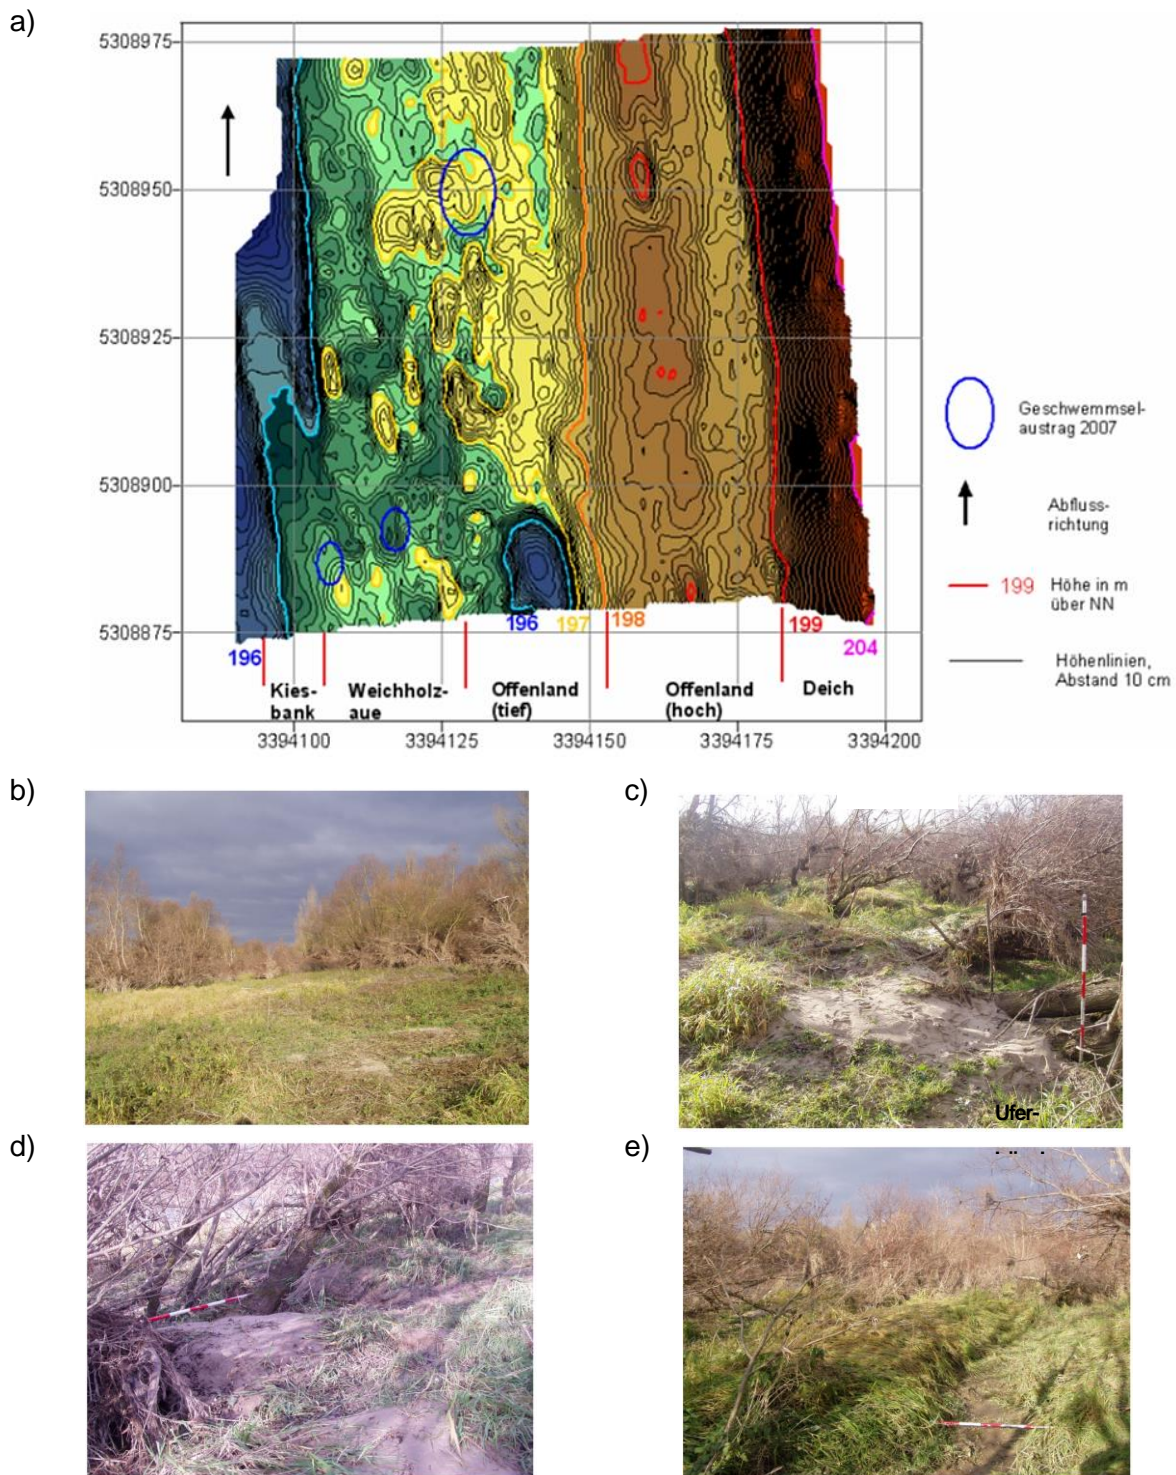 a)
5308975
5308950
5308925
5308900
5308875
Geschwemmsel-
austrag 2007
Abfluss-
richtung
199 Höhe in m
über NN
Höhenlinien,
Abstand 10 cm
196
196
197
198
199
204
Kies-
bank
Weichholz-
aue
Offenland
(tief)
Offenland
(hoch)
Deich
3394100
3394125
3394150
3394175
3394200
b)
c)
Ufer-
d)
e)